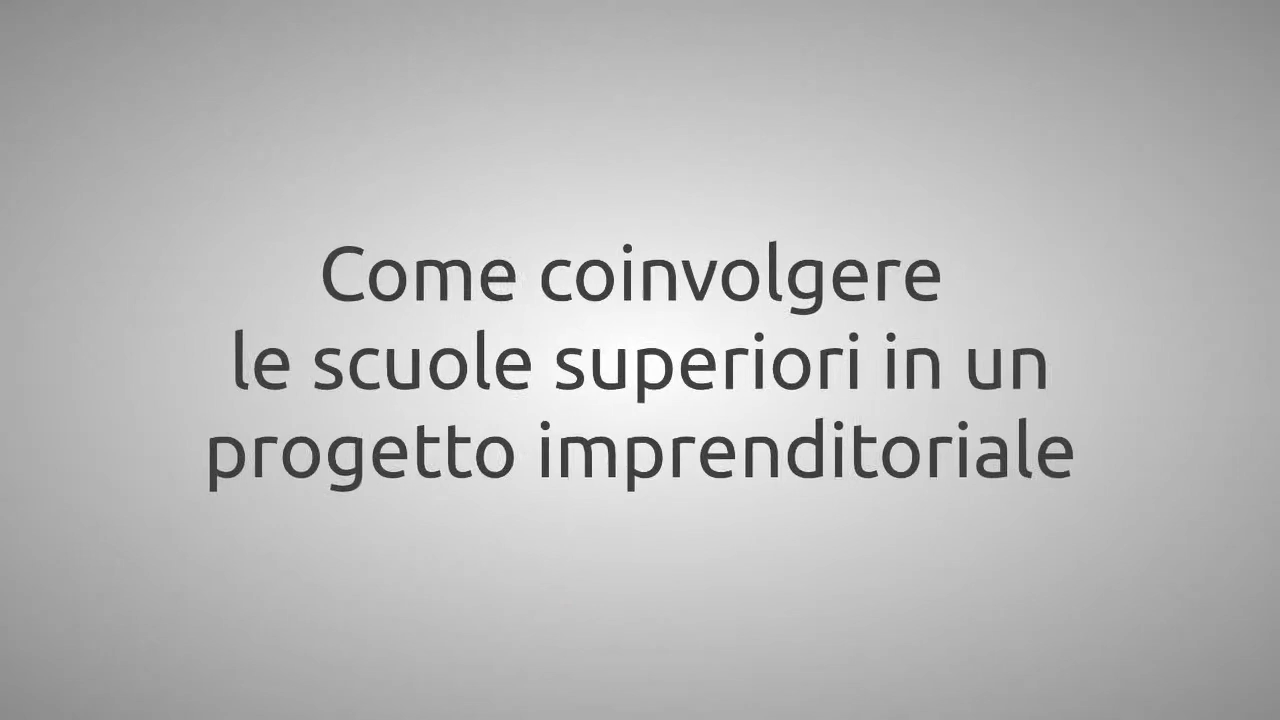 Come coinvolgere
le scuole superiori in un
progetto imprenditoriale